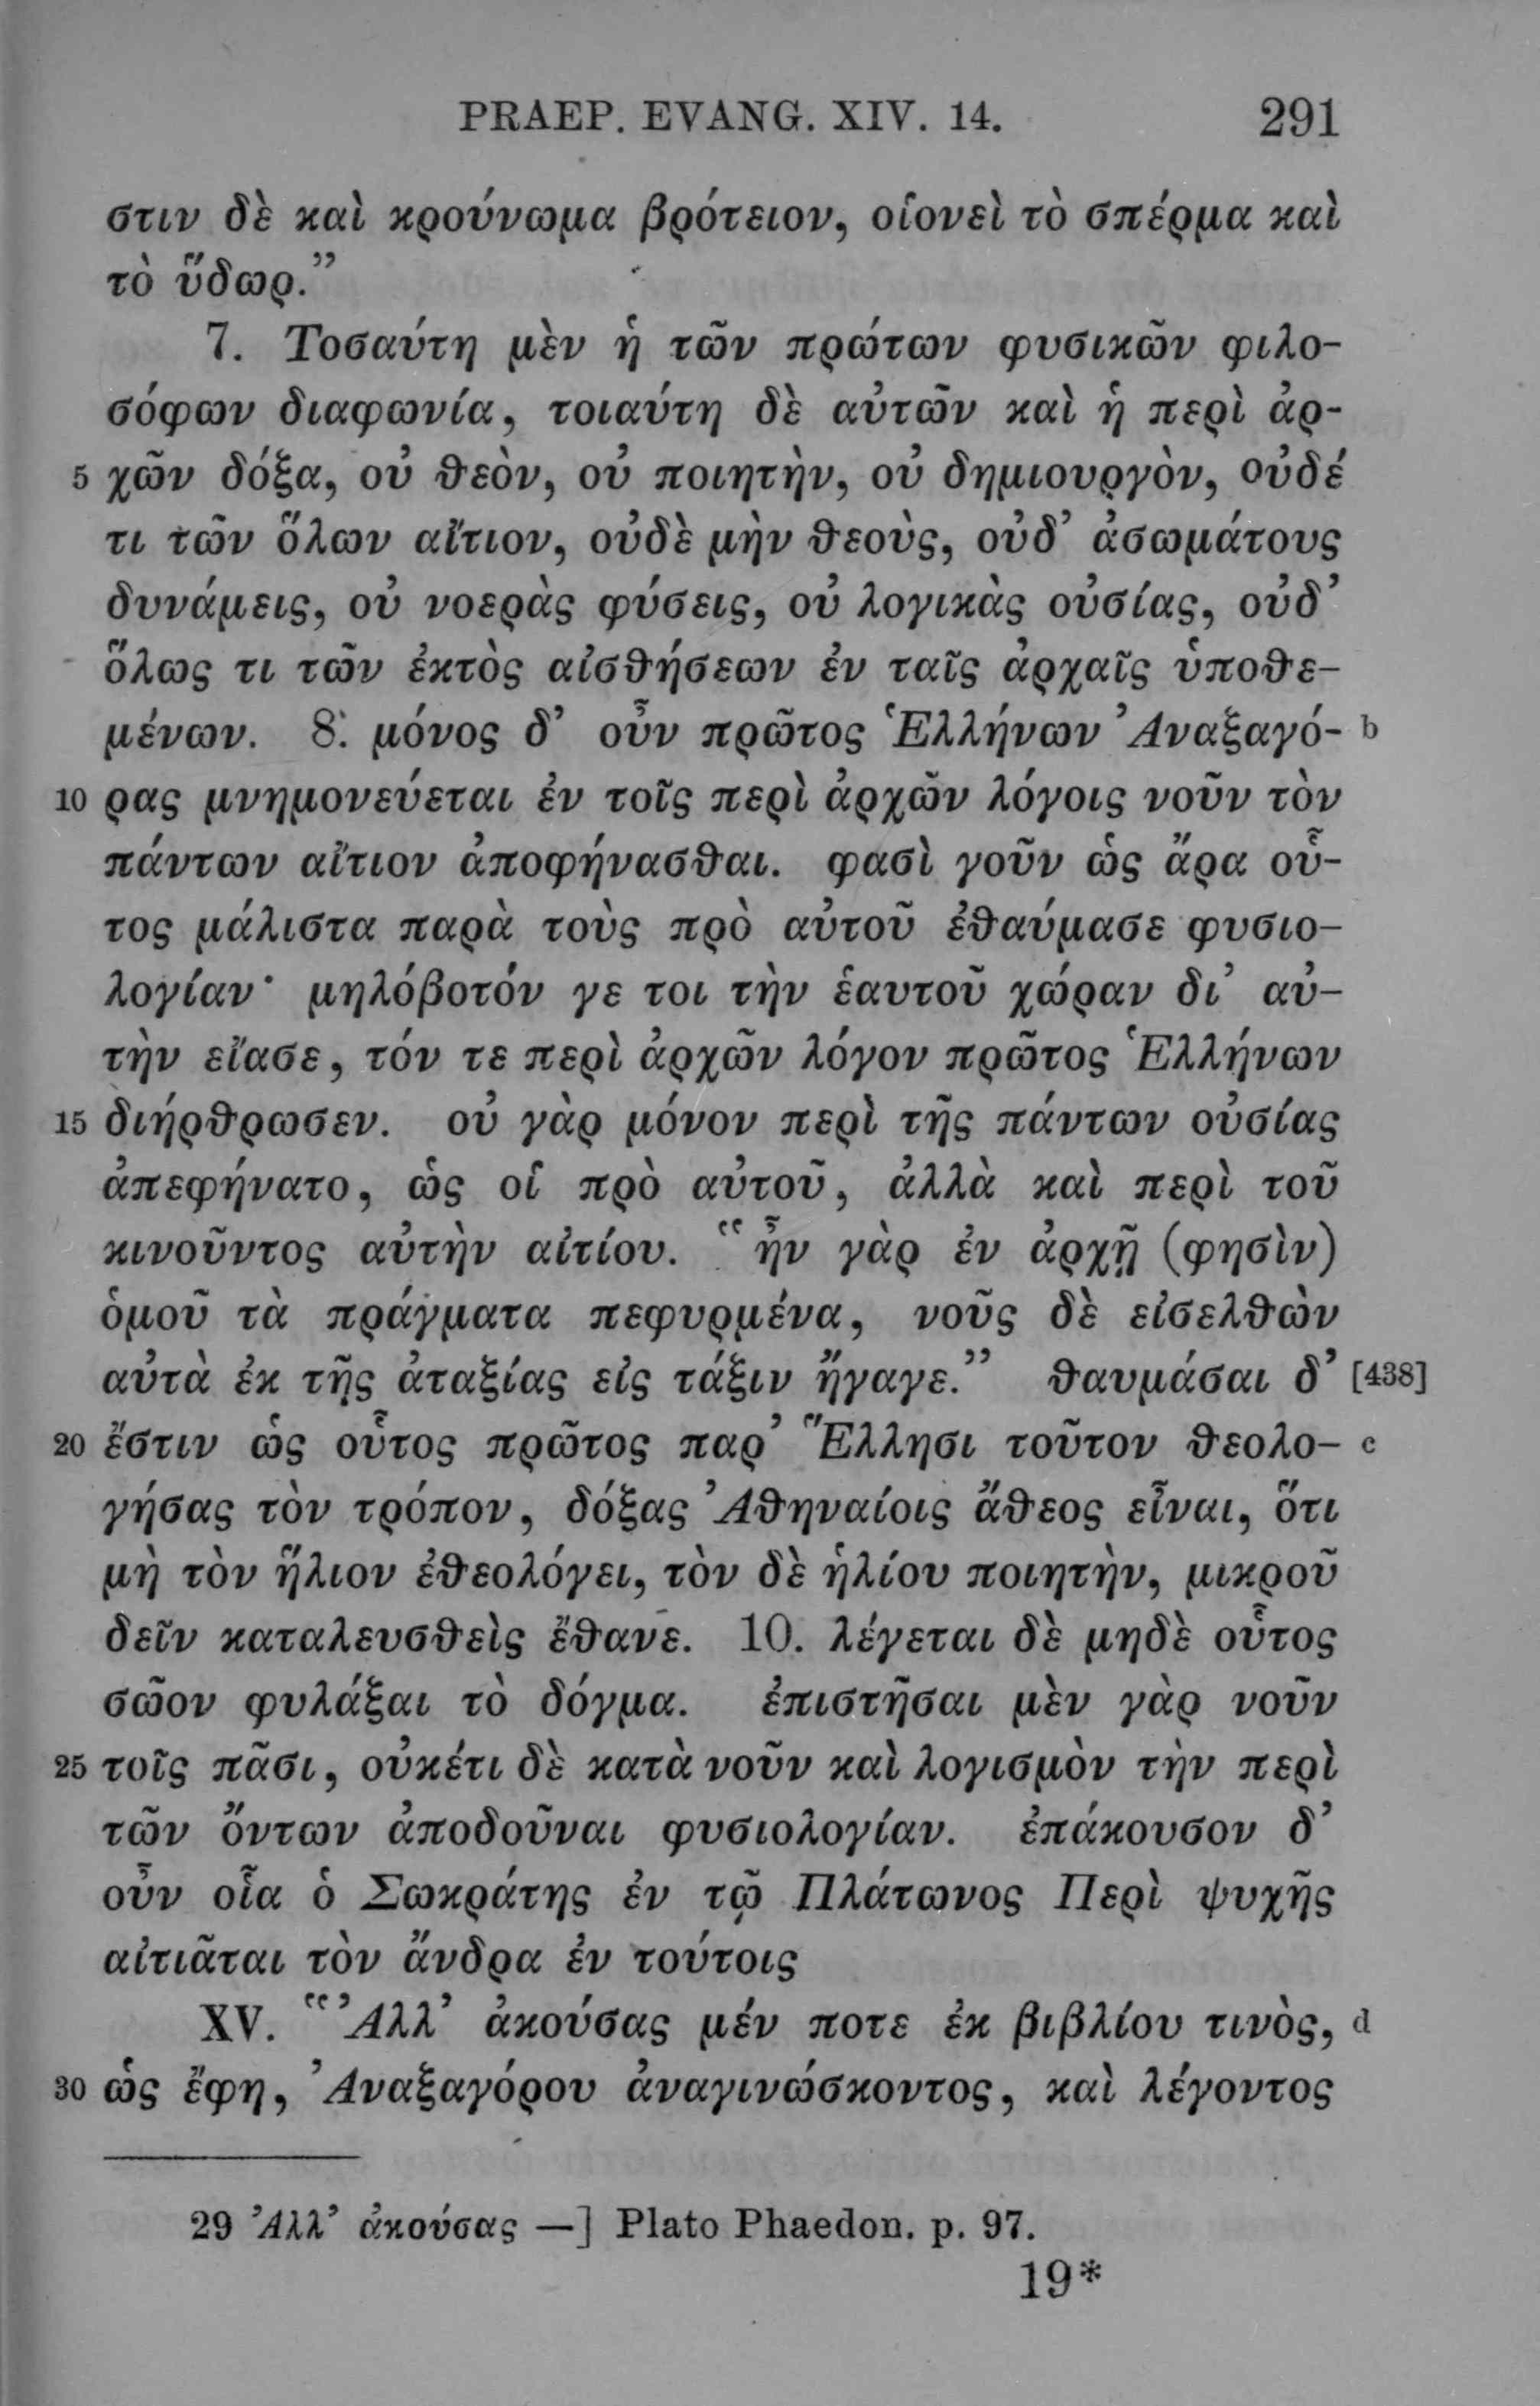 PRAEP. EVANG. XIV. 14. 291
στιν δὲ καὶ κρούνωμα βρότειον, οἱονεὶ τὸ σπέρμα καὶ
τὸ ὕδωρ.”
7. Τοσαύτη μὲν ἡ τῶν πρώτων φυσικῶν φιλο-
σόφων διαφωνία, τοιαύτη δὲ αὐτῶν καὶ ἡ περὶ ἀρ-
5 χῶν δόξα, οὐ θεὸν, οὐ ποιητὴν, οὐ δημιουργὸν, οὐδέ
τι τῶν ὅλων αἴτιον, οὐδὲ μὴν θεοὺς, οὐδ’ ἀσωμάτους
δυνάμεις, οὐ νοερὰς φύσεις, οὐ λογικὰς οὐσίας, οὐδ’
ὅλως τι τῶν ἐκτὸς αἰσθήσεων ἐν ταῖς ἀρχαῖς ὑποθε-
μένων. 8. μόνος δ’ οὖν πρῶτος Ἑλλήνων Ἀναξαγό- b
10 ρας μνημονεύεται ἐν τοῖς περὶ ἀρχῶν λόγοις νοῦν τὸν
πάντων αἴτιον ἀποφήνασθαι. φασὶ γοῦν ὡς ἄρα οὗ-
τος μάλιστα παρὰ τοὺς πρὸ αὐτοῦ ἐθαύμασε φυσιο-
λογίαν· μηλόβοτόν γε τοι τὴν ἑαυτοῦ χώραν δι’ αὐ-
τὴν εἴασε, τόν τε περὶ ἀρχῶν λόγον πρῶτος Ἑλλήνων
15 διήρθρωσεν. οὐ γὰρ μόνον περὶ τῆς πάντων οὐσίας
ἀπεφήνατο, ὡς οἱ πρὸ αὐτοῦ, ἀλλὰ καὶ περὶ τοῦ
κινοῦντος αὐτὴν αἰτίου. “ἦν γὰρ ἐν ἀρχῇ (φησὶν)
ὁμοῦ τὰ πράγματα πεφυρμένα, νοῦς δὲ εἰσελθὼν
αὐτὰ ἐκ τῆς ἀταξίας εἰς τάξιν ἤγαγε.” θαυμάσαι δ’ [438]
20 ἔστιν ὡς οὗτος πρῶτος παρ’ Ἕλλησι τοῦτον θεολο- c
γήσας τὸν τρόπον, δόξας Ἀθηναίοις ἄθεος εἶναι, ὅτι
μὴ τὸν ἥλιον ἐθεολόγει, τὸν δὲ ἡλίου ποιητὴν, μικροῦ
δεῖν καταλευσθεὶς ἔθανε. 10. λέγεται δὲ μηδὲ οὗτος
σῶον φυλάξαι τὸ δόγμα. ἐπιστῆσαι μὲν γὰρ νοῦν
25 τοῖς πᾶσι, οὐκέτι δὲ κατὰ νοῦν καὶ λογισμὸν τὴν περὶ
τῶν ὄντων ἀποδοῦναι φυσιολογίαν. ἐπάκουσον δ’
οὖν οἷα ὁ Σωκράτης ἐν τῷ Πλάτωνος Περὶ ψυχῆς
αἰτιᾶται τὸν ἄνδρα ἐν τούτοις
XV. “Ἀλλ’ ἀκούσας μέν ποτε ἐκ βιβλίου τινὸς, d
30 ὡς ἔφη, Ἀναξαγόρου ἀναγινώσκοντος, καὶ λέγοντος
29 Ἀλλ’ ἀκούσας —] Plato Phaedon. p. 97.
19*